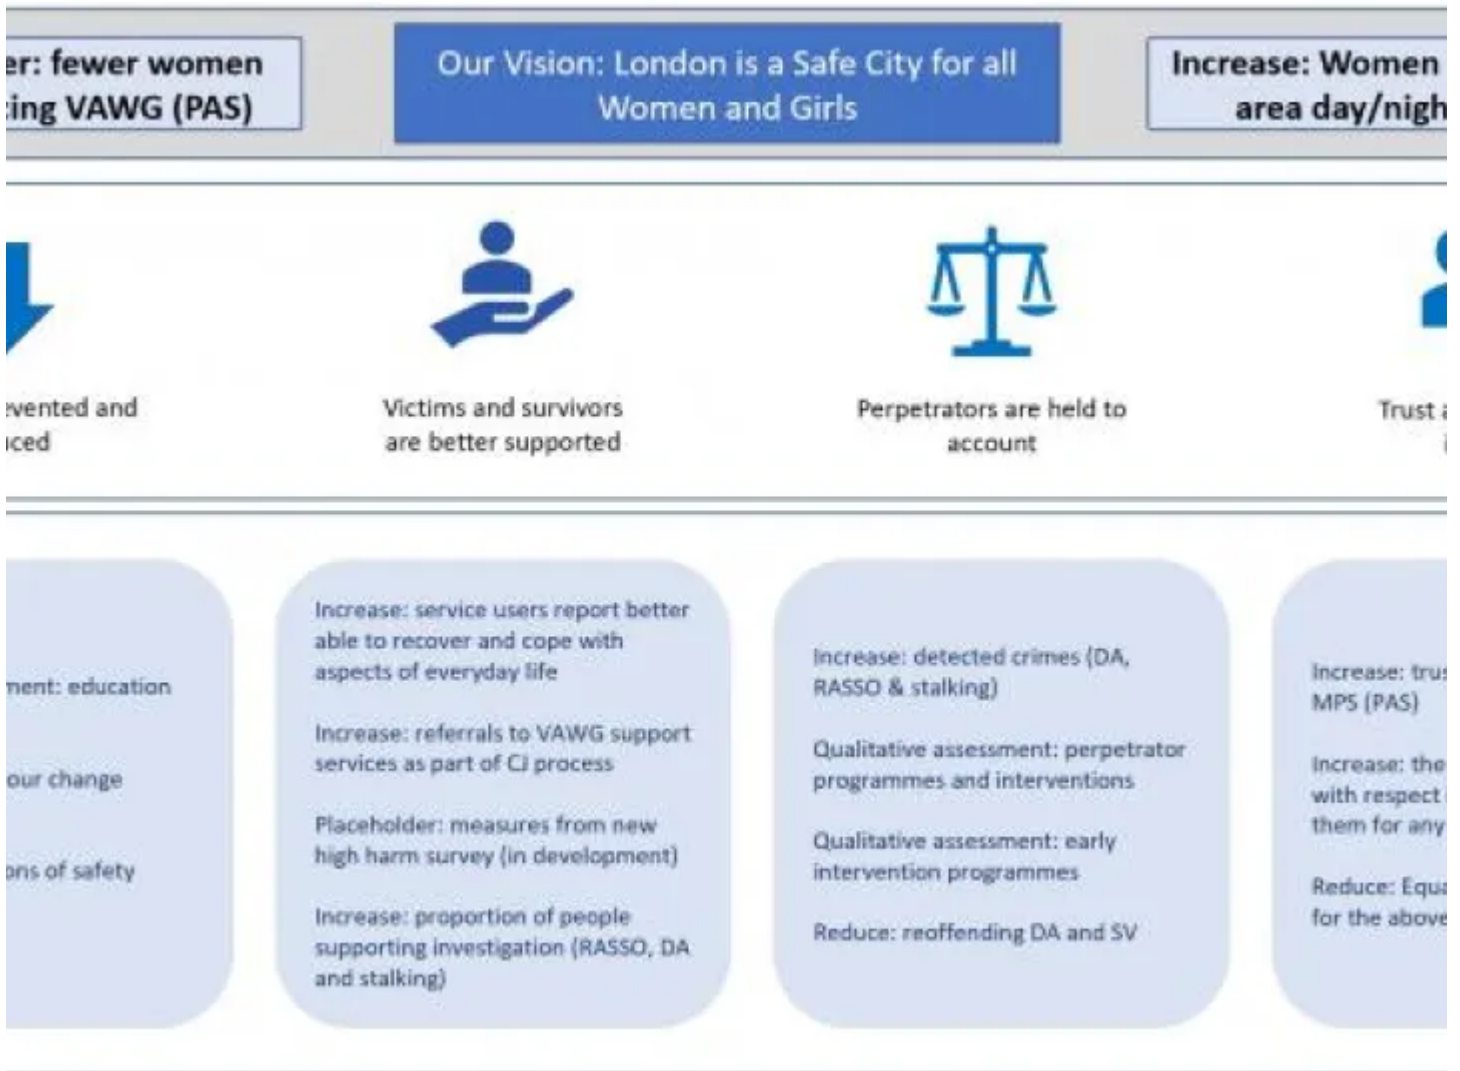 er: fewer women
cing VAWG (PAS)
Our Vision: London is a Safe City for all
Women and Girls
Increase: Women
area day/nigh
evented and
uced
Victims and survivors
are better supported
Perpetrators are held to
account
Trust a
i
ment: education
our change
ons of safety
Increase: service users report better
able to recover and cope with
aspects of everyday life
Increase: referrals to VAWG support
services as part of CJ process
Placeholder: measures from new
high harm survey (in development)
Increase: proportion of people
supporting investigation (RASSO, DA
and stalking)
Increase: detected crimes (DA,
RASSO & stalking)
Qualitative assessment: perpetrator
programmes and interventions
Qualitative assessment: early
intervention programmes
Reduce: reoffending DA and SV
Increase: trus
MPS (PAS)
Increase: the
with respect
them for any
Reduce: Equa
for the above